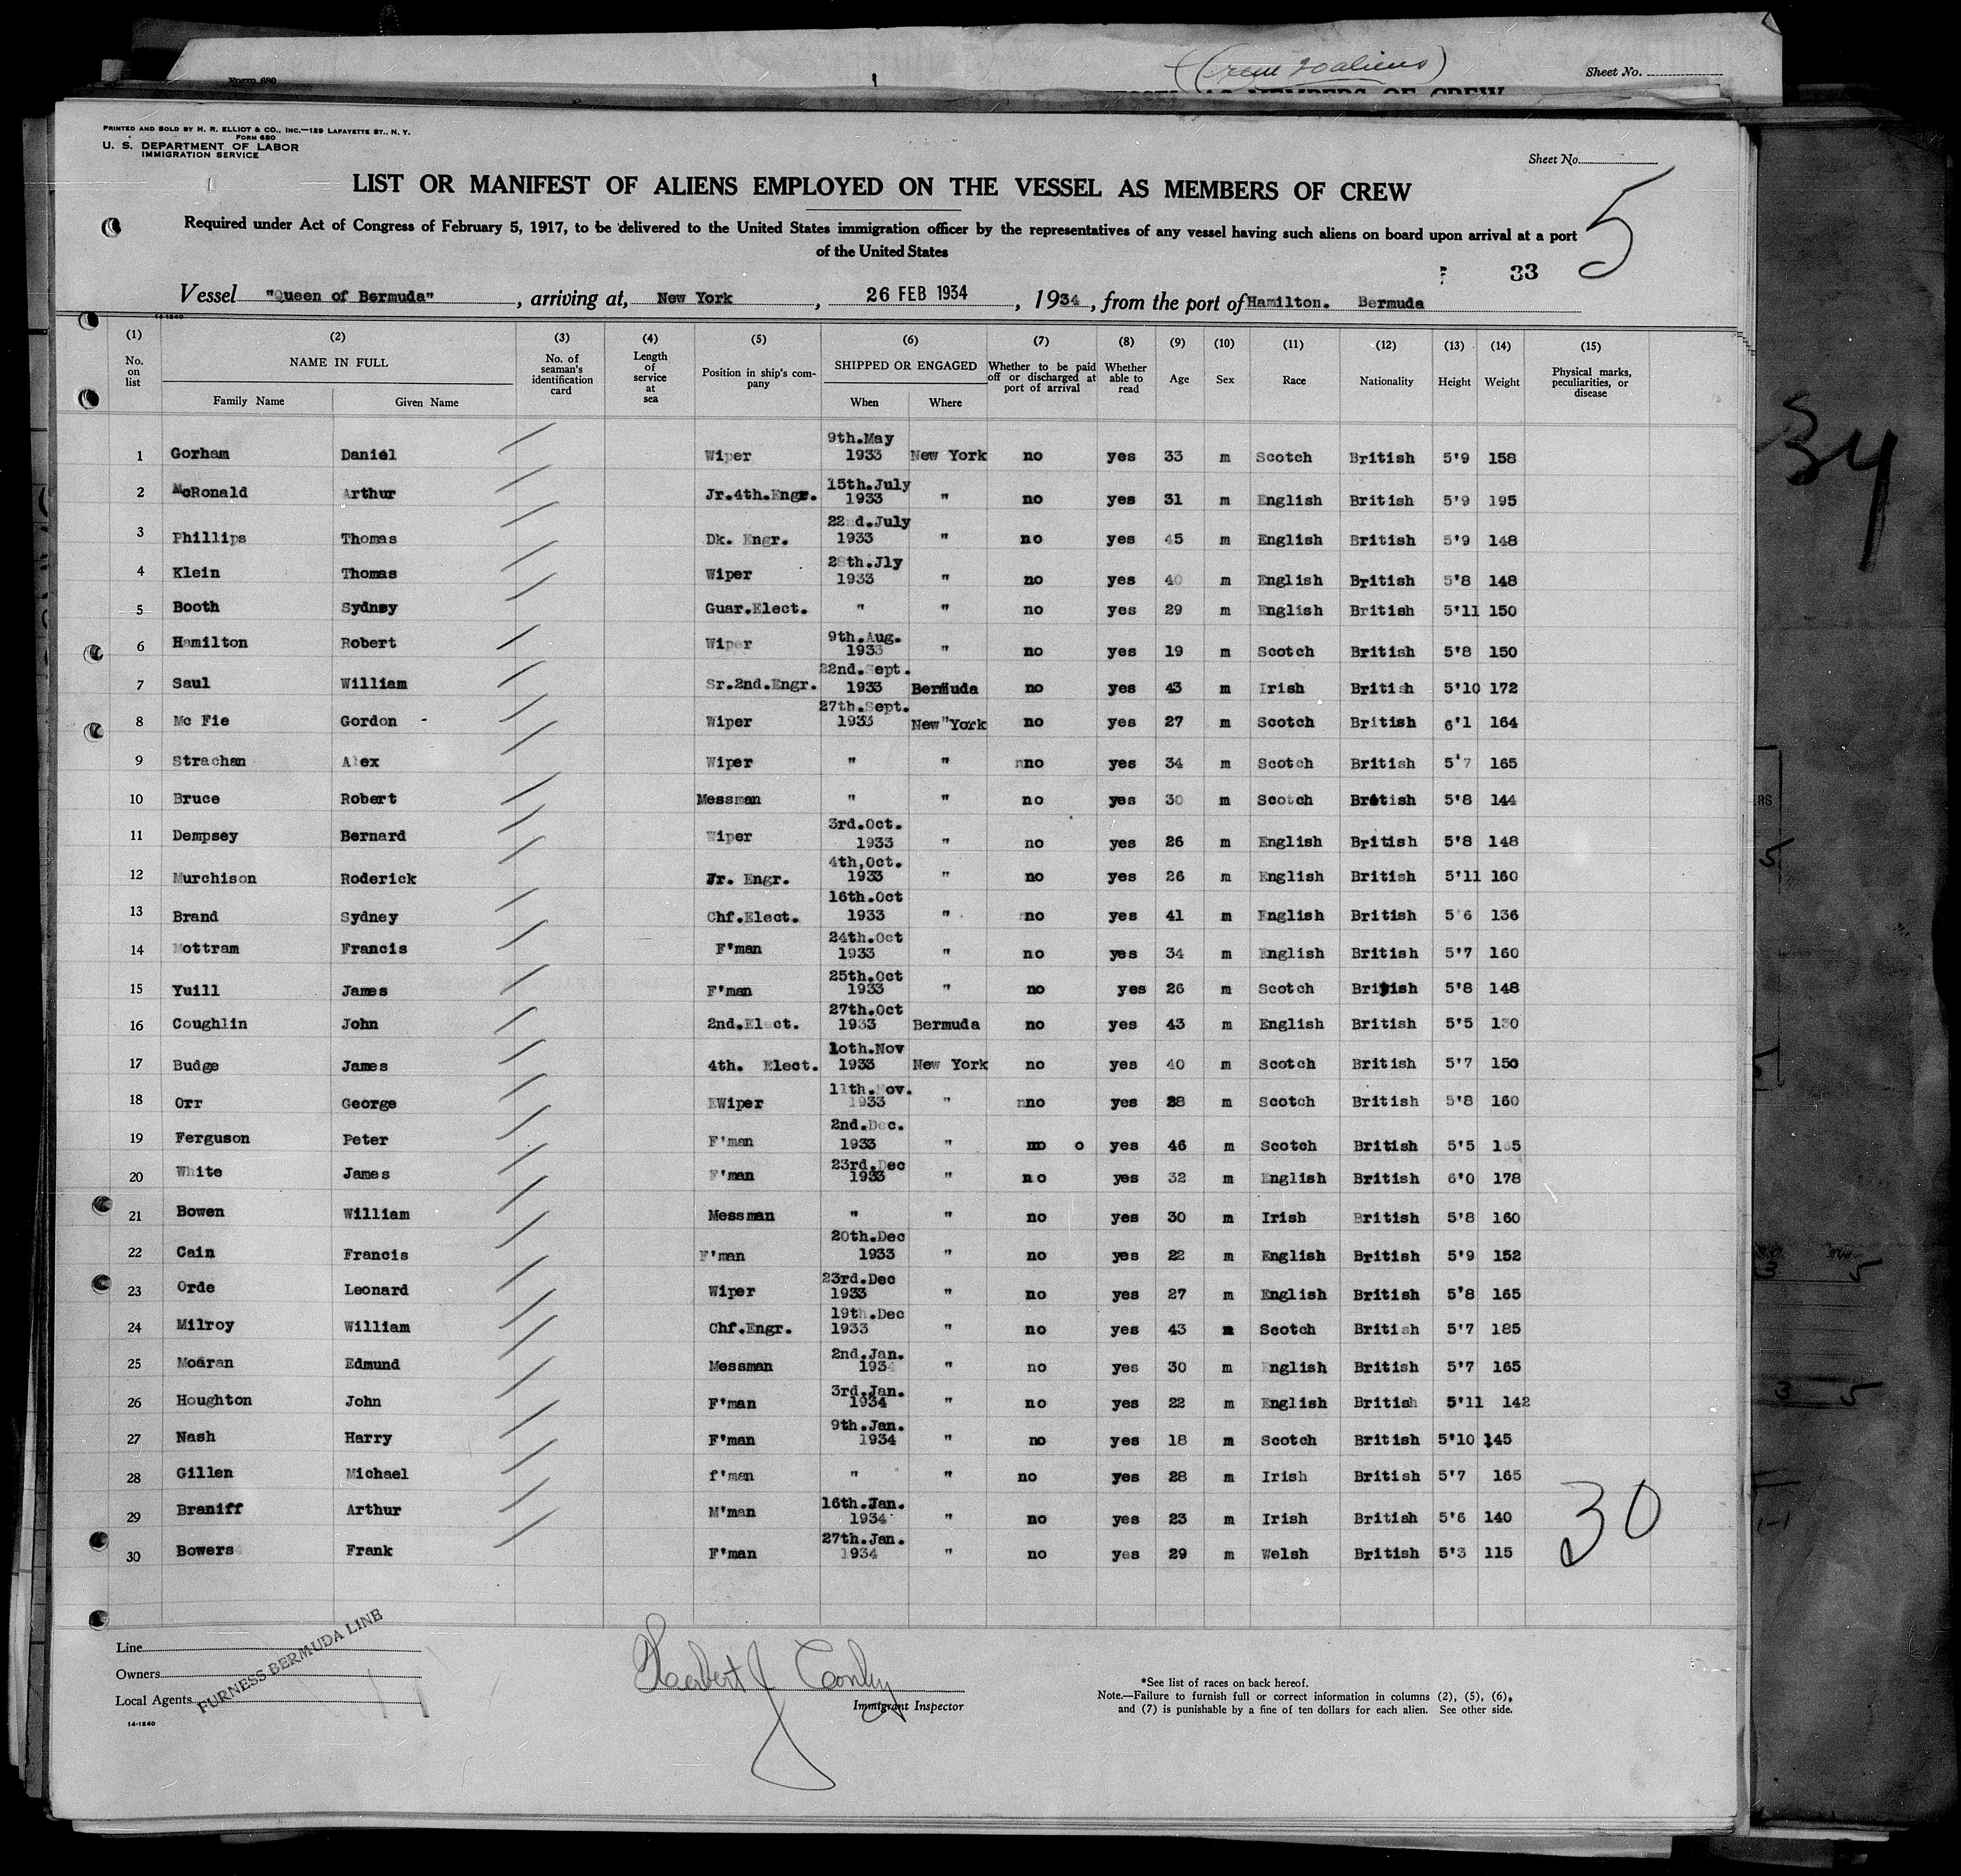 Form 680
Sheet No.
VESSEL AS MEMBERS OF CREW
PRINTED AND SOLD BY H. R. ELLIOT & CO., INC.—129 LAFAYETTE ST., N. Y.
FORM 680
U. S. DEPARTMENT OF LABOR
IMMIGRATION SERVICE
Sheet No.
5
LIST OR MANIFEST OF ALIENS EMPLOYED ON THE VESSEL AS MEMBERS OF CREW
Required under Act of Congress of February 5, 1917, to be delivered to the United States immigration officer by the representatives of any vessel having such aliens on board upon arrival at a port
of the United States
33
Vessel "Queen of Bermuda", arriving at, New York, 26 FEB 1934, 1934, from the port of Hamilton. Bermuda
14-1240
(1) (2) (3) (4) (5) (6) (7) (8) (9) (10) (11) (12) (13) (14) (15)
No. on list NAME IN FULL No. of seaman's identification card Length of service at sea Position in ship's company SHIPPED OR ENGAGED Whether to be paid off or discharged at port of arrival Whether able to read Age Sex Race Nationality Height Weight Physical marks, peculiarities, or disease
Family Name Given Name When Where
1 Gorham Daniel Wiper 9th.May 1933 New York no yes 33 m Scotch British 5'9 158
2 McRonald Arthur Jr.4th.Engr. 15th.July 1933 " no yes 31 m English British 5'9 195
3 Phillips Thomas Dk. Engr. 22nd.July 1933 " no yes 45 m English British 5'9 148
4 Klein Thomas Wiper 28th.Jly 1933 " no yes 40 m English British 5'8 148
5 Booth Sydney Guar.Elect. " " no yes 29 m English British 5'11 150
6 Hamilton Robert Wiper 9th.Aug. 1933 " no yes 19 m Scotch British 5'8 150
7 Saul William Sr.2nd.Engr. 22nd.Sept. 1933 Bermuda no yes 43 m Irish British 5'10 172
8 Mc Fie Gordon - Wiper 27th.Sept. 1933 New"York no yes 27 m Scotch British 6'1 164
9 Strachan Alex Wiper " " nno yes 34 m Scotch British 5'7 165
10 Bruce Robert Messman " " no yes 30 m Scotch British 5'8 144
11 Dempsey Bernard Wiper 3rd.Oct. 1933 " no yes 26 m English British 5'8 148
12 Murchison Roderick Jr. Engr. 4th,Oct. 1933 " no yes 26 m English British 5'11 160
13 Brand Sydney Chf.Elect. 16th.Oct 1933 " no yes 41 m English British 5'6 136
14 Mottram Francis F'man 24th.Oct 1933 " no yes 34 m English British 5'7 160
15 Yuill James F'man 25th.Oct 1933 " no yes 26 m Scotch British 5'8 148
16 Coughlin John 2nd.Elect. 27th.Oct 1933 Bermuda no yes 43 m English British 5'5 130
17 Budge James 4th. Elect. 10th.Nov 1933 New York no yes 40 m Scotch British 5'7 150
18 Orr George EWiper 11th.Nov. 1933 " nno yes 28 m Scotch British 5'8 160
19 Ferguson Peter F'man 2nd.Dec. 1933 " no o yes 46 m Scotch British 5'5 165
20 White James F'man 23rd.Dec 1933 " no yes 32 m English British 6'0 178
21 Bowen William Messman " " no yes 30 m Irish British 5'8 160
22 Cain Francis F'man 20th.Dec 1933 " no yes 22 m English British 5'9 152
23 Orde Leonard Wiper 23rd.Dec 1933 " no yes 27 m English British 5'8 165
24 Milroy William Chf.Engr. 19th.Dec 1933 " no yes 43 m Scotch British 5'7 185
25 Moaran Edmund Messman 2nd.Jan. 1934 " no yes 30 m English British 5'7 165
26 Houghton John F'man 3rd.Jan. 1934 " no yes 22 m English British 5'11 142
27 Nash Harry F'man 9th.Jan. 1934 " no yes 18 m Scotch British 5'10 145
28 Gillen Michael f'man " " no yes 28 m Irish British 5'7 165
29 Braniff Arthur M'man 16th.Jan. 1934 " no yes 23 m Irish British 5'6 140
30 Bowers Frank F'man 27th.Jan. 1934 " no yes 29 m Welsh British 5'3 115
30
Line
Owners
Local Agents
FURNESS BERMUDA LINE
14-1240
Herbert J Conly
Immigrant Inspector
*See list of races on back hereof.
Note.—Failure to furnish full or correct information in columns (2), (5), (6),
and (7) is punishable by a fine of ten dollars for each alien. See other side.
34
5
3 5